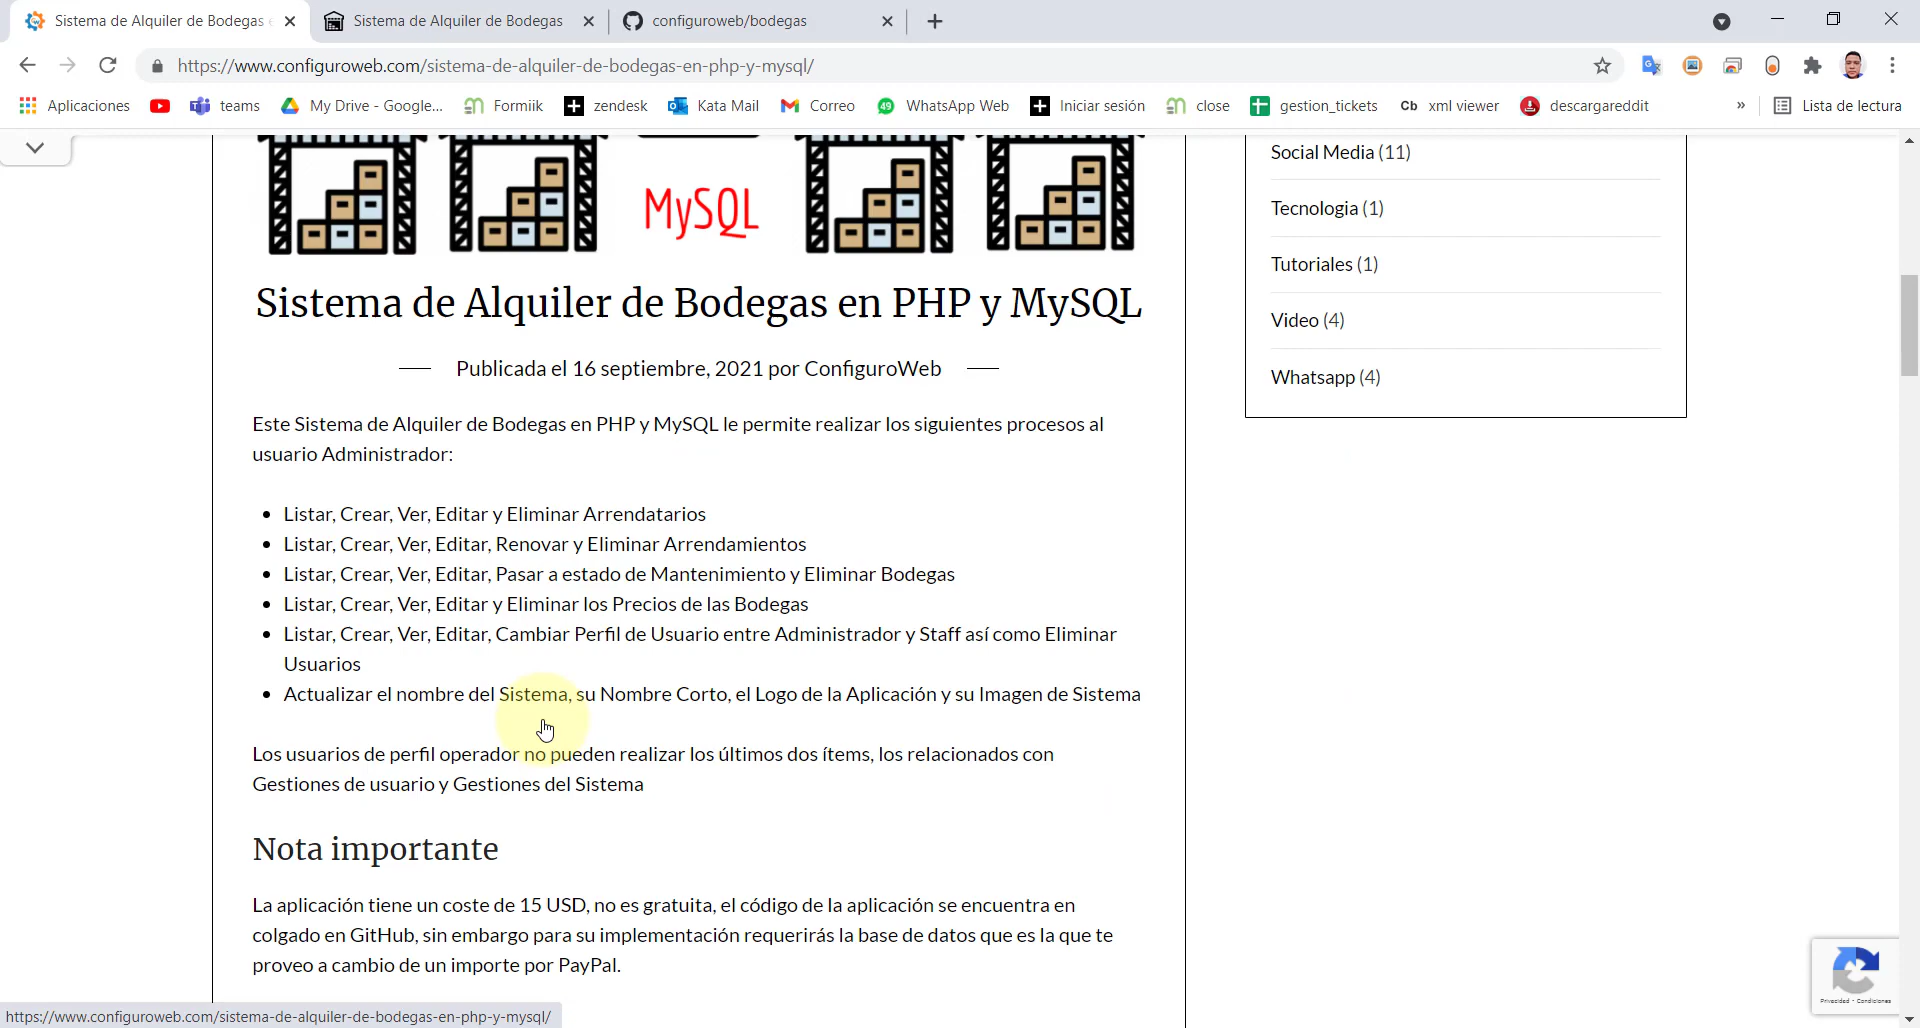 Sistema de Alquiler de Bodegas e
Sistema de Alquiler de Bodegas
configuroweb/bodegas
https://www.configuroweb.com/sistema-de-alquiler-de-bodegas-en-php-y-mysql/
Aplicaciones
teams
My Drive - Google...
Formiik
zendesk
Kata Mail
Correo
49
WhatsApp Web
Iniciar sesión
close
gestion_tickets
Cb
xml viewer
descargareddit
»
Lista de lectura
MySQL
Social Media (11)
Tecnologia (1)
Tutoriales (1)
Video (4)
Whatsapp (4)
Sistema de Alquiler de Bodegas en PHP y MySQL
Publicada el 16 septiembre, 2021 por ConfiguroWeb
Este Sistema de Alquiler de Bodegas en PHP y MySQL le permite realizar los siguientes procesos al
usuario Administrador:
• Listar, Crear, Ver, Editar y Eliminar Arrendatarios
• Listar, Crear, Ver, Editar, Renovar y Eliminar Arrendamientos
• Listar, Crear, Ver, Editar, Pasar a estado de Mantenimiento y Eliminar Bodegas
• Listar, Crear, Ver, Editar y Eliminar los Precios de las Bodegas
• Listar, Crear, Ver, Editar, Cambiar Perfil de Usuario entre Administrador y Staff así como Eliminar
Usuarios
• Actualizar el nombre del Sistema, su Nombre Corto, el Logo de la Aplicación y su Imagen de Sistema
Los usuarios de perfil operador no pueden realizar los últimos dos ítems, los relacionados con
Gestiones de usuario y Gestiones del Sistema
Nota importante
La aplicación tiene un coste de 15 USD, no es gratuita, el código de la aplicación se encuentra en
colgado en GitHub, sin embargo para su implementación requerirás la base de datos que es la que te
proveo a cambio de un importe por PayPal.
Privacidad - Condiciones
https://www.configuroweb.com/sistema-de-alquiler-de-bodegas-en-php-y-mysql/